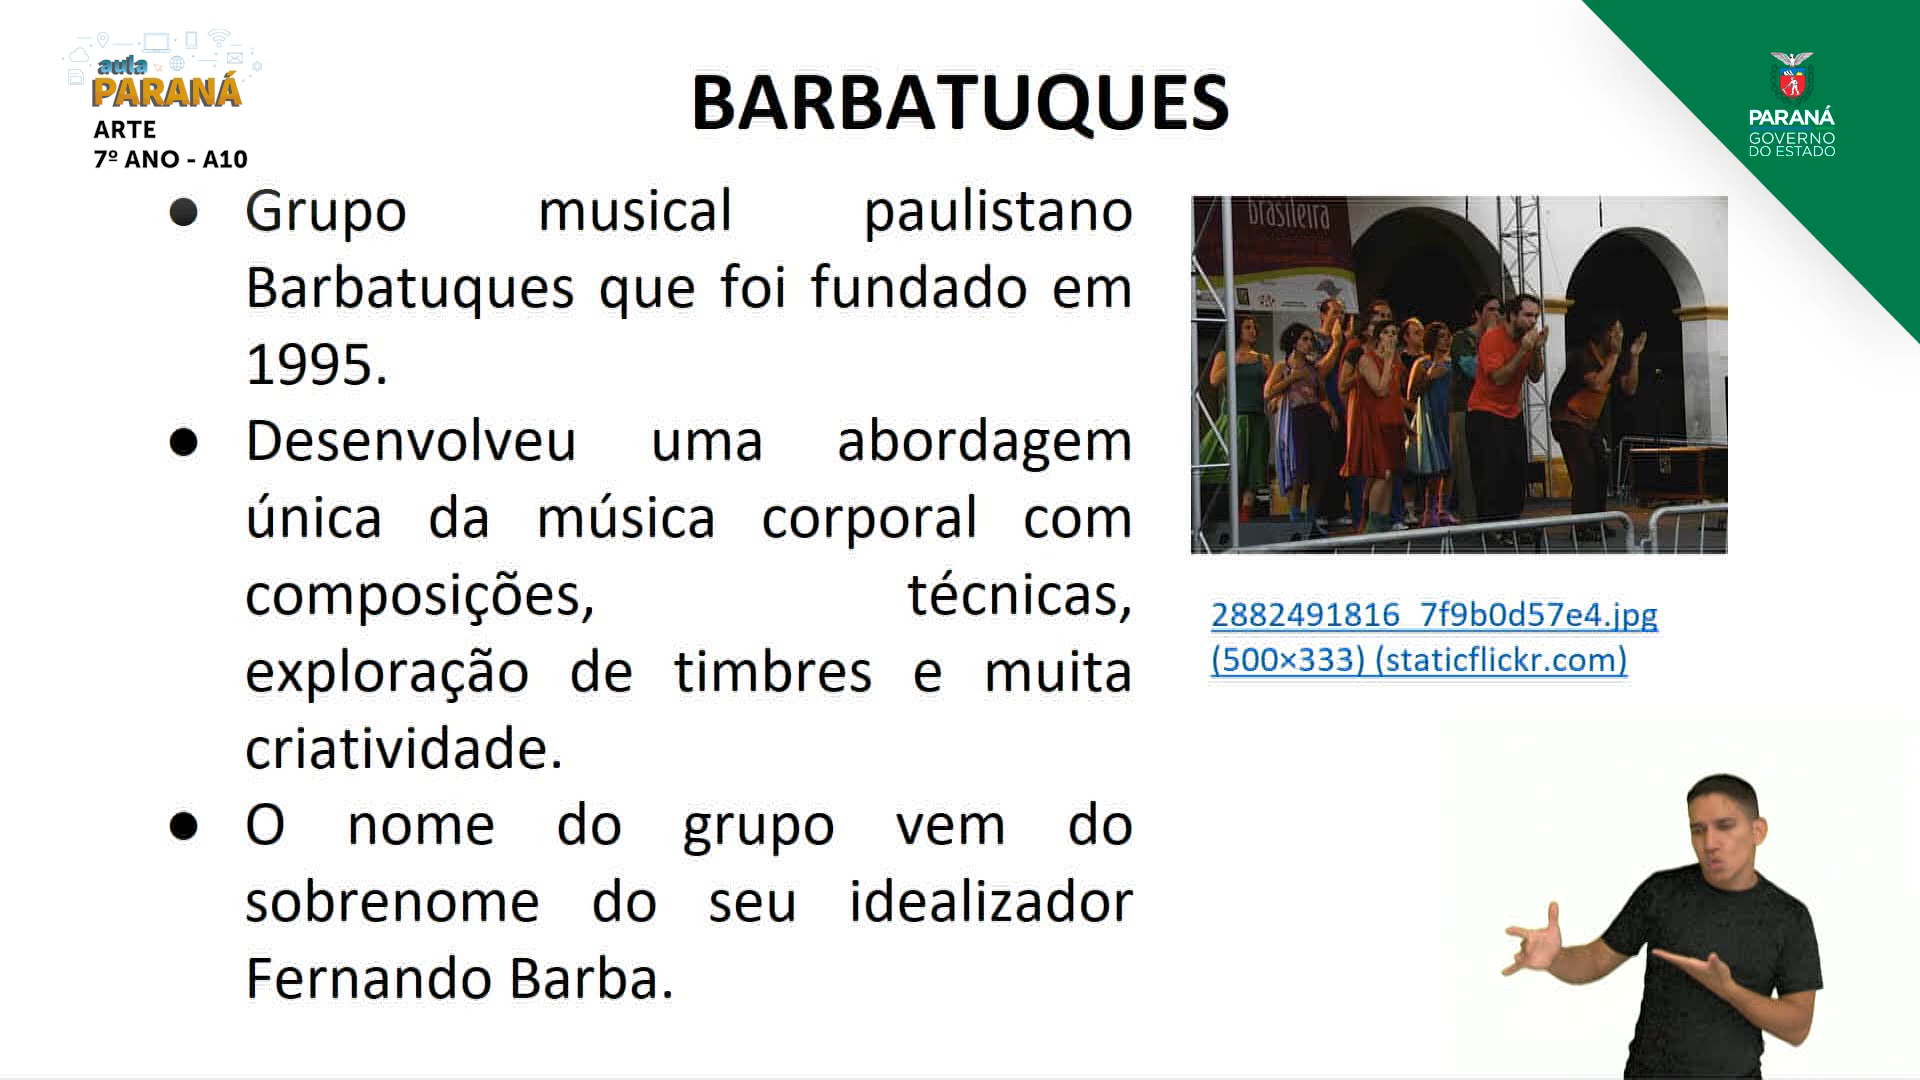 aula
PARANÁ
ARTE
7º ANO - A10
BARBATUQUES
PARANÁ
GOVERNO
DO ESTADO
● Grupo musical paulistano
Barbatuques que foi fundado em
1995.
● Desenvolveu uma abordagem
única da música corporal com
composições, técnicas,
exploração de timbres e muita
criatividade.
● O nome do grupo vem do
sobrenome do seu idealizador
Fernando Barba.
brasileira
2882491816_7f9b0d57e4.jpg
(500×333) (staticflickr.com)